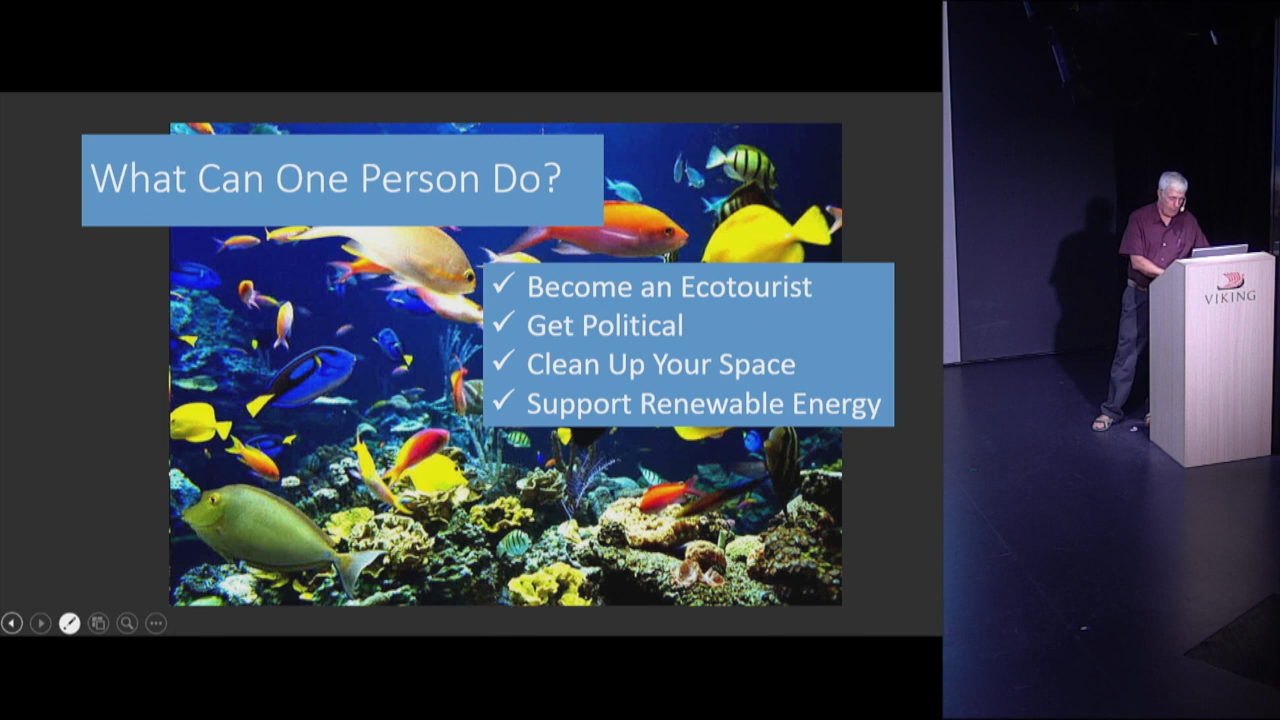 What Can One Person Do?
✓ Become an Ecotourist
✓ Get Political
✓ Clean Up Your Space
✓ Support Renewable Energy
VIKING